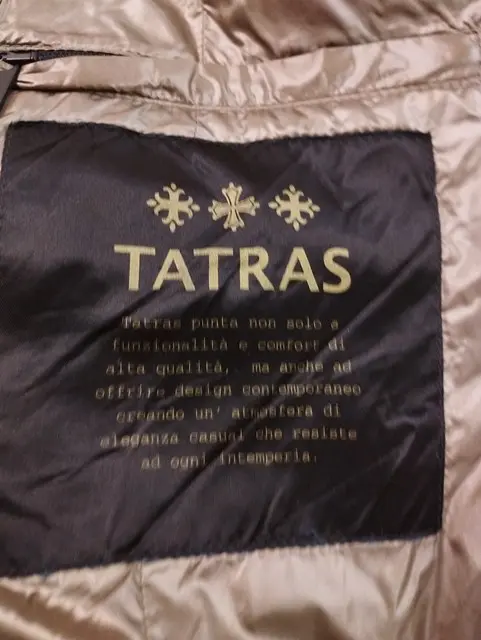 TATRAS
Tatras punta non solo a
funzionalità e comfort di
alta qualità, ma anche ad
offrire design contemporaneo
creando un' atmosfera di
eleganza casual che resiste
ad ogni intemperia.